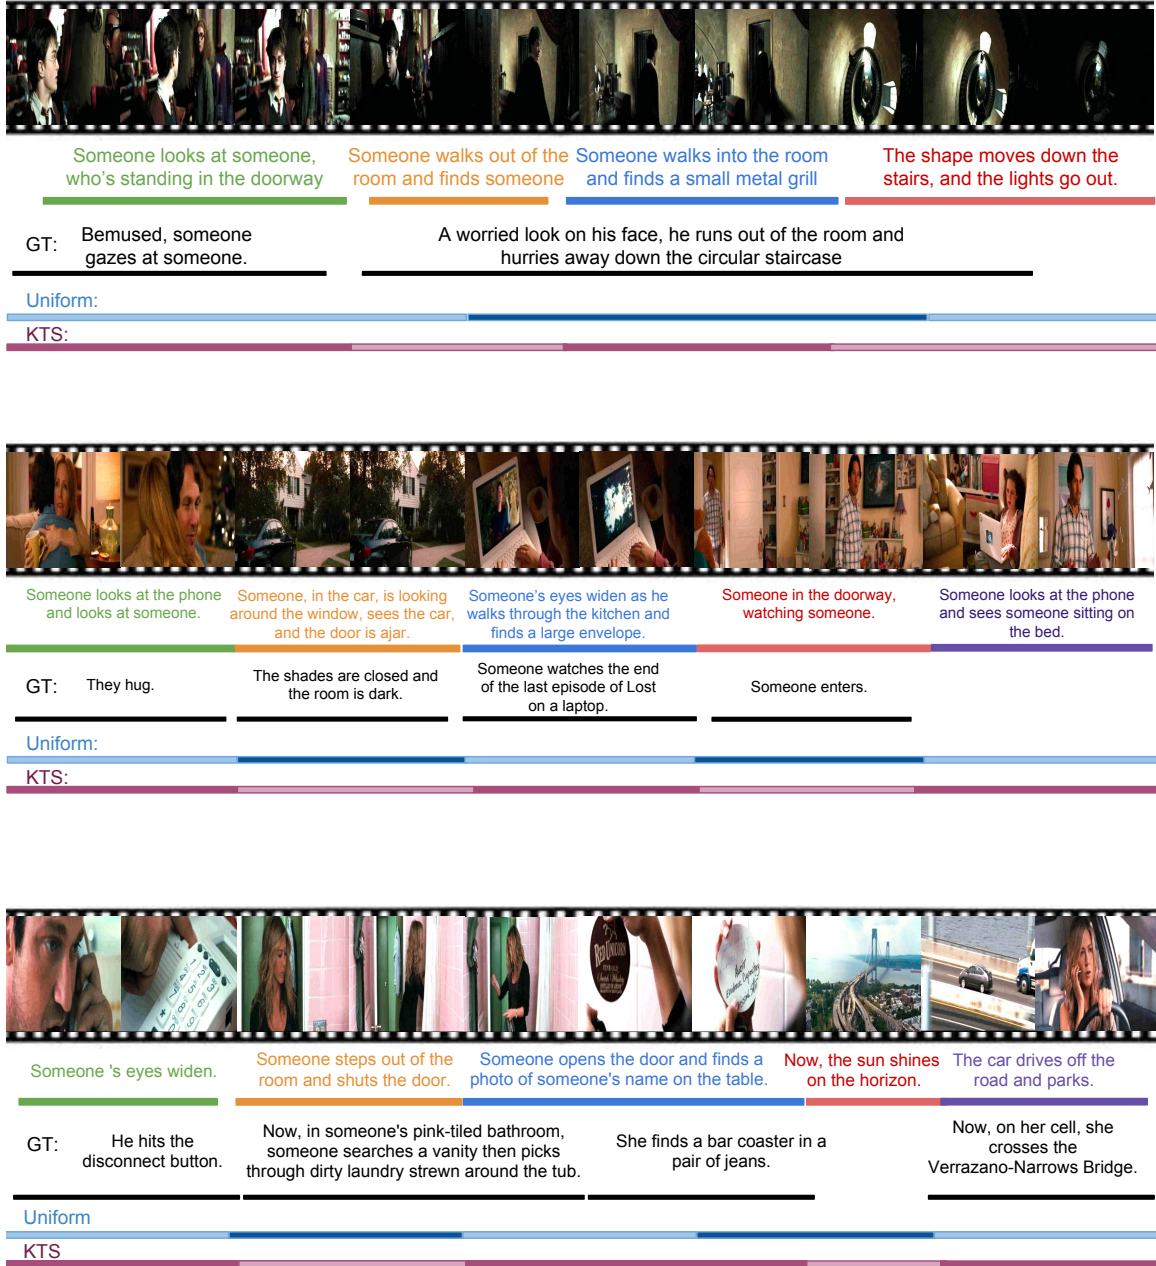 Someone looks at someone,
who's standing in the doorway
Someone walks out of the
room and finds someone
Someone walks into the room
and finds a small metal grill
The shape moves down the
stairs, and the lights go out.
GT:
Bemused, someone
gazes at someone.
A worried look on his face, he runs out of the room and
hurries away down the circular staircase
Uniform:
KTS:
Someone looks at the phone
and looks at someone.
Someone, in the car, is looking
around the window, sees the car,
and the door is ajar.
Someone's eyes widen as he
walks through the kitchen and
finds a large envelope.
Someone in the doorway,
watching someone.
Someone looks at the phone
and sees someone sitting on
the bed.
GT:
They hug.
The shades are closed and
the room is dark.
Someone watches the end
of the last episode of Lost
on a laptop.
Someone enters.
Uniform:
KTS:
RED UNICORN
Someone 's eyes widen.
Someone steps out of the
room and shuts the door.
Someone opens the door and finds a
photo of someone's name on the table.
Now, the sun shines
on the horizon.
The car drives off the
road and parks.
GT:
He hits the
disconnect button.
Now, in someone's pink-tiled bathroom,
someone searches a vanity then picks
through dirty laundry strewn around the tub.
She finds a bar coaster in a
pair of jeans.
Now, on her cell, she
crosses the
Verrazano-Narrows Bridge.
Uniform
KTS